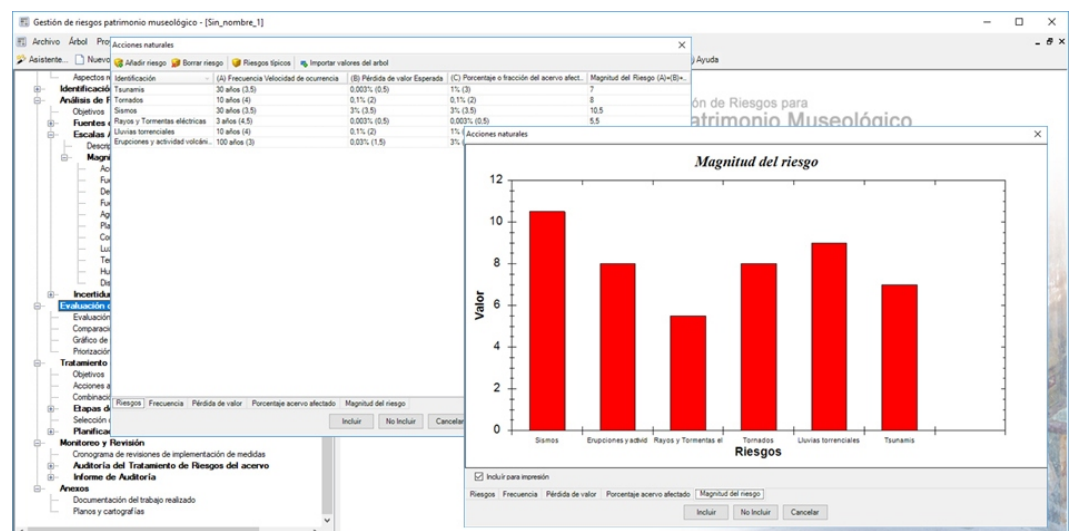 Gestión de riesgos patrimonio museológico - [Sin_nombre_1]
Archivo Árbol
Asistente... Nuevo
Ayuda
Aspectos
Identificació
Análisis de
Objetivos
Fuentes
Escalas
Descrip
Magni
Incertidu
Evaluación
Evaluación
Comparaci
Gráfico de
Priorización
Tratamiento
Objetivos
Acciones
Combinaci
Etapas d
Selección
Planifica
Monitoreo y Revisión
Cronograma de revisiones de implementación de medidas
Auditoría del Tratamiento de Riesgos del acervo
Informe de Auditoría
Anexos
Documentación del trabajo realizado
Planos y cartografías
ón de Riesgos para
atrimonio Museológico
Acciones naturales
Añadir riesgo Borrar riesgo Riesgos típicos Importar valores del arbol
Identificación (A) Frecuencia Velocidad de ocurrencia (B) Pérdida de valor Esperada (C) Porcentaje o fracción del acervo afect.. Magnitud del Riesgo (A)+(B)+..
Tsunamis 30 años (3,5) 0,003% (0,5) 1% (3) 7
Tornados 10 años (4) 0,1% (2) 0,1% (2) 8
Sismos 30 años (3,5) 3% (3,5) 3% (3,5) 10,5
Rayos y Tormentas eléctricas 3 años (4,5) 0,003% (0,5) 0,003% (0,5) 5,5
Lluvias torrenciales 10 años (4) 0,1% (2) 1% (
Erupciones y actividad volcáni... 100 años (3) 0,03% (1,5) 3% (
Riesgos Frecuencia Pérdida de valor Porcentaje acervo afectado Magnitud del riesgo
Incluir No Incluir Cancelar
Acciones naturales
Magnitud del riesgo
Valor
12
10
8
6
4
2
0
Sismos Erupciones y activid Rayos y Tormentas el Tornados Lluvias torrenciales Tsunamis
Riesgos
Incluir para impresión
Riesgos Frecuencia Pérdida de valor Porcentaje acervo afectado Magnitud del riesgo
Incluir No Incluir Cancelar